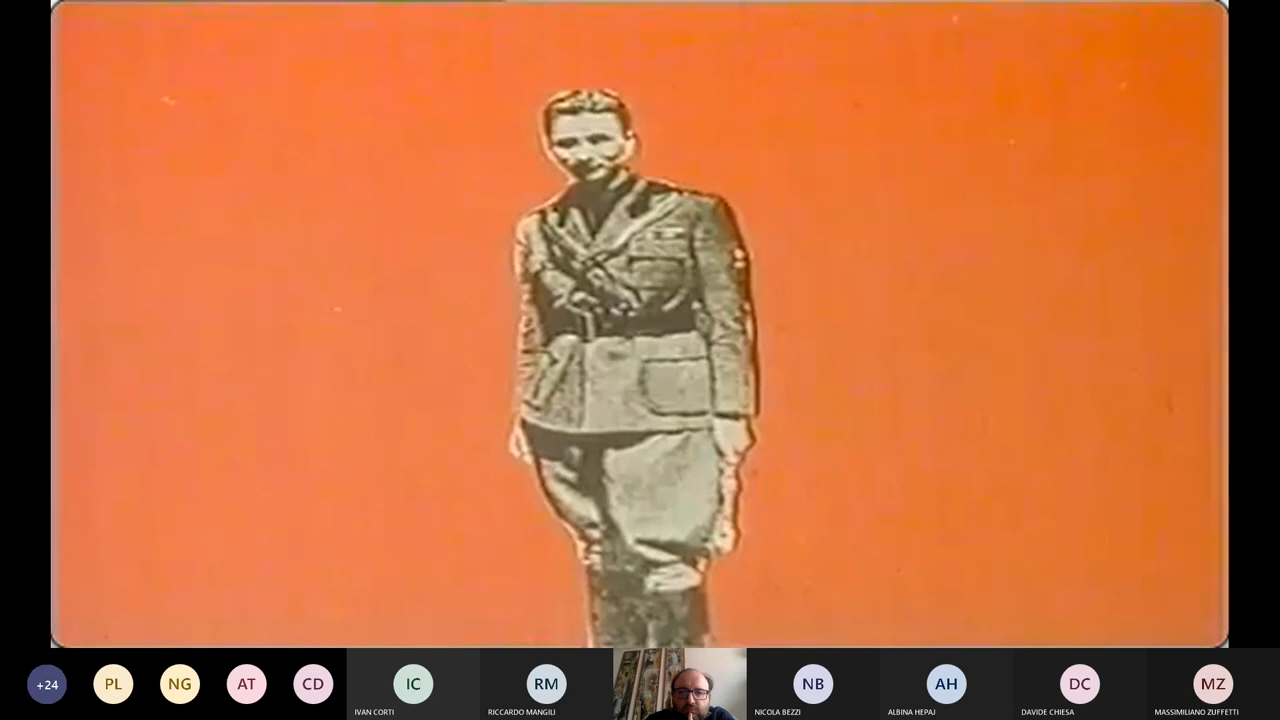 +24
PL
NG
AT
CD
IC
IVAN CORTI
RM
RICCARDO MANGILI
NB
NICOLA BEZZI
AH
ALBINA HEPAJ
DC
DAVIDE CHIESA
MZ
MASSIMILIANO ZUFFETTI